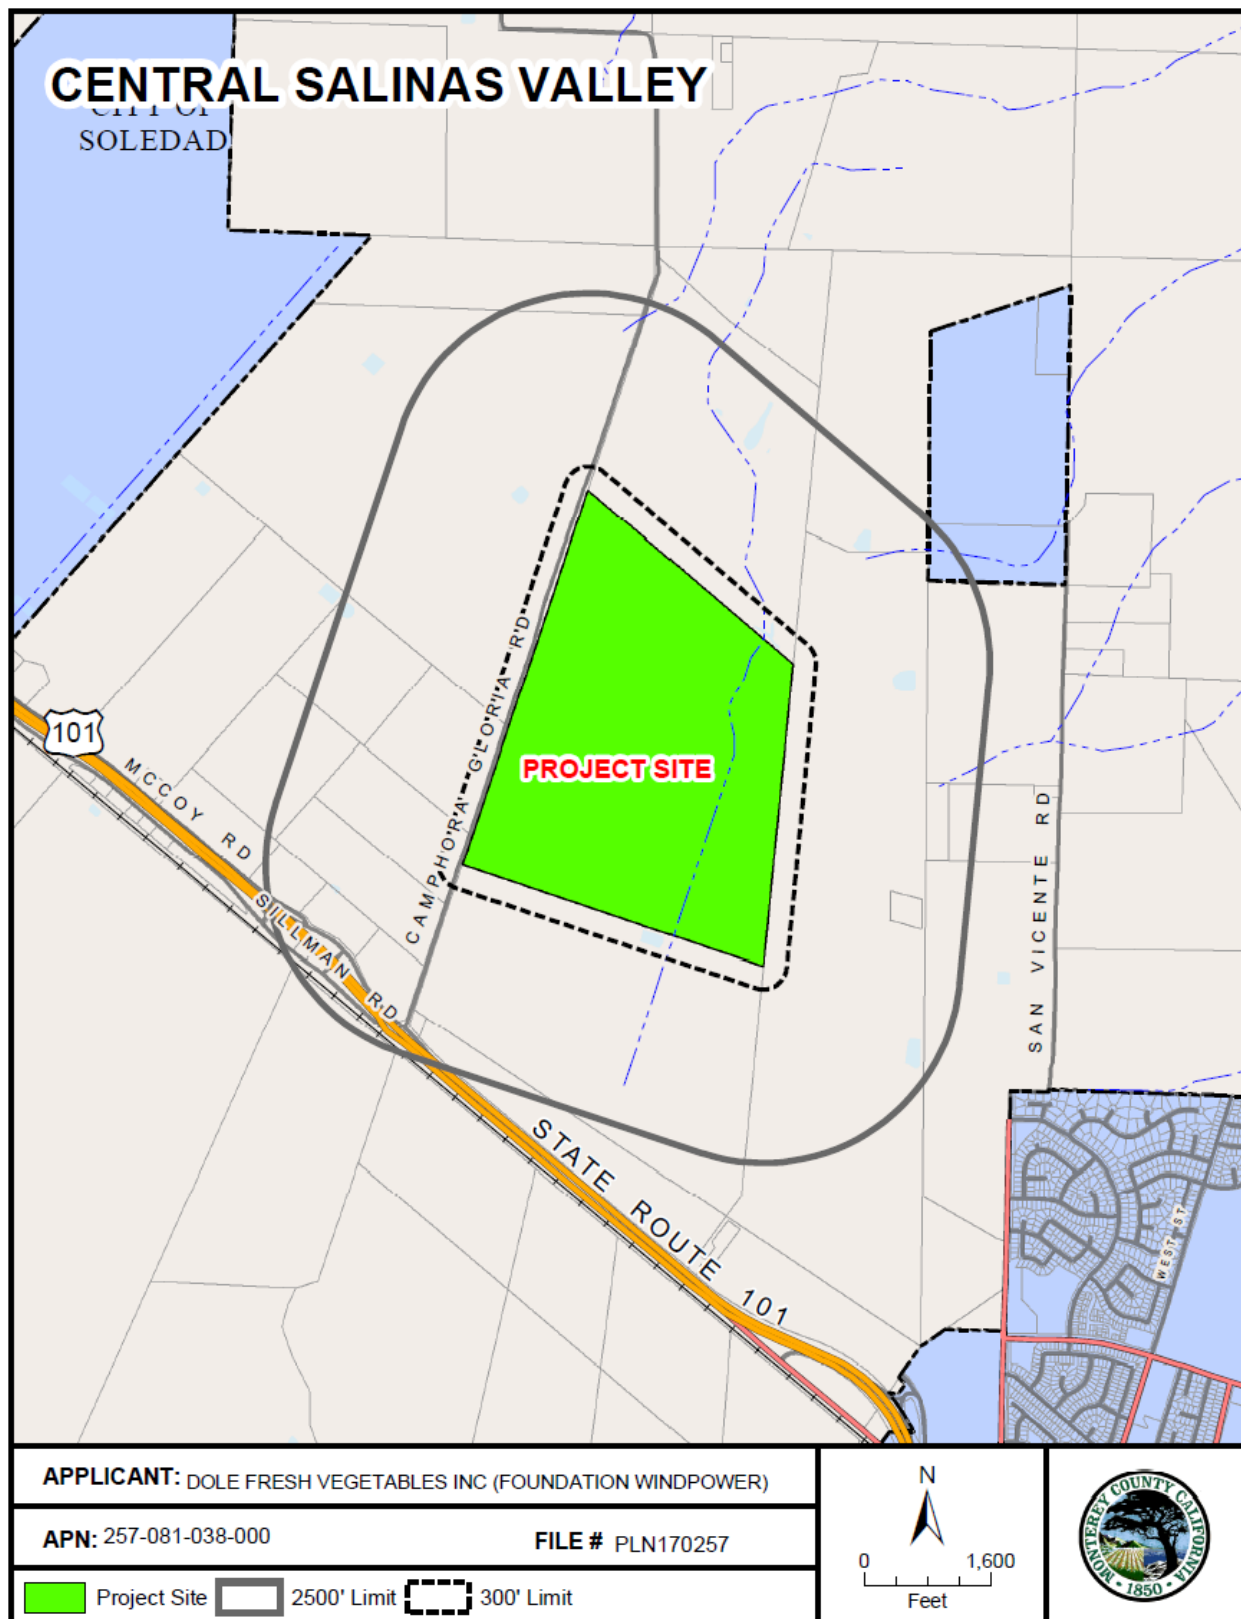 CENTRAL SALINAS VALLEY
CITY OF
SOLEDAD
CAMPHORA GLORIA RD
PROJECT SITE
101
MCCOY RD
SILLMAN RD
SAN VICENTE RD
STATE ROUTE 101
WEST ST
APPLICANT: DOLE FRESH VEGETABLES INC (FOUNDATION WINDPOWER)
APN: 257-081-038-000 FILE # PLN170257
Project Site 2500' Limit 300' Limit
N
0 1,600
Feet
MONTEREY COUNTY CALIFORNIA
1850